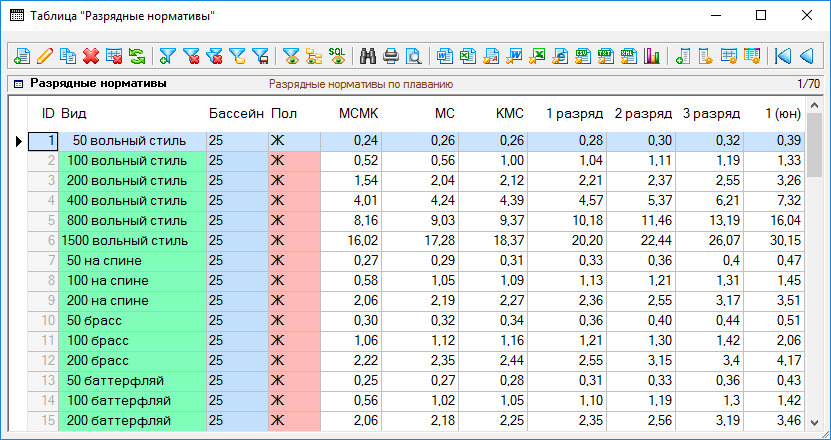 Таблица "Разрядные нормативы"
SQL
Разрядные нормативы Разрядные нормативы по плаванию 1/70
ID Вид Бассейн Пол МСМК МС КМС 1 разряд 2 разряд 3 разряд 1 (юн)
1 50 вольный стиль 25 Ж 0,24 0,26 0,26 0,28 0,30 0,32 0,39
2 100 вольный стиль 25 Ж 0,52 0,56 1,00 1,04 1,11 1,19 1,33
3 200 вольный стиль 25 Ж 1,54 2,04 2,12 2,21 2,37 2,55 3,26
4 400 вольный стиль 25 Ж 4,01 4,24 4,39 4,57 5,37 6,21 7,32
5 800 вольный стиль 25 Ж 8,16 9,03 9,37 10,18 11,46 13,19 16,04
6 1500 вольный стиль 25 Ж 16,02 17,28 18,37 20,20 22,44 26,07 30,15
7 50 на спине 25 Ж 0,27 0,29 0,31 0,33 0,36 0,4 0,47
8 100 на спине 25 Ж 0,58 1,05 1,09 1,13 1,21 1,31 1,45
9 200 на спине 25 Ж 2,06 2,19 2,27 2,36 2,55 3,17 3,51
10 50 брасс 25 Ж 0,30 0,32 0,34 0,36 0,40 0,44 0,51
11 100 брасс 25 Ж 1,06 1,12 1,16 1,21 1,30 1,42 2,06
12 200 брасс 25 Ж 2,22 2,35 2,44 2,55 3,15 3,4 4,17
13 50 баттерфляй 25 Ж 0,25 0,27 0,28 0,31 0,33 0,36 0,43
14 100 баттерфляй 25 Ж 0,56 1,02 1,05 1,10 1,19 1,3 1,42
15 200 баттерфляй 25 Ж 2,06 2,18 2,25 2,35 2,56 3,19 3,46